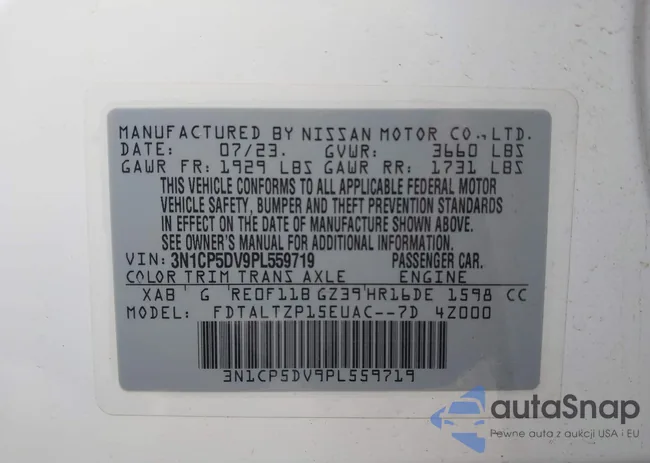 MANUFACTURED BY NISSAN MOTOR CO., LTD.
DATE: 07/23. GVWR: 3660 LBS
GAWR FR: 1929 LBS GAWR RR: 1731 LBS
THIS VEHICLE CONFORMS TO ALL APPLICABLE FEDERAL MOTOR
VEHICLE SAFETY, BUMPER AND THEFT PREVENTION STANDARDS
IN EFFECT ON THE DATE OF MANUFACTURE SHOWN ABOVE.
SEE OWNER'S MANUAL FOR ADDITIONAL INFORMATION.
VIN: 3N1CP5DV9PL559719 PASSENGER CAR.
COLOR TRIM TRANS AXLE ENGINE
XAB G RE0F11B GZ39 HR16DE 1598 CC
MODEL: FDTALTZP15EUAC--7D 4Z000
3N1CP5DV9PL559719
autaSnap
Pewne auta z aukcji USA i EU